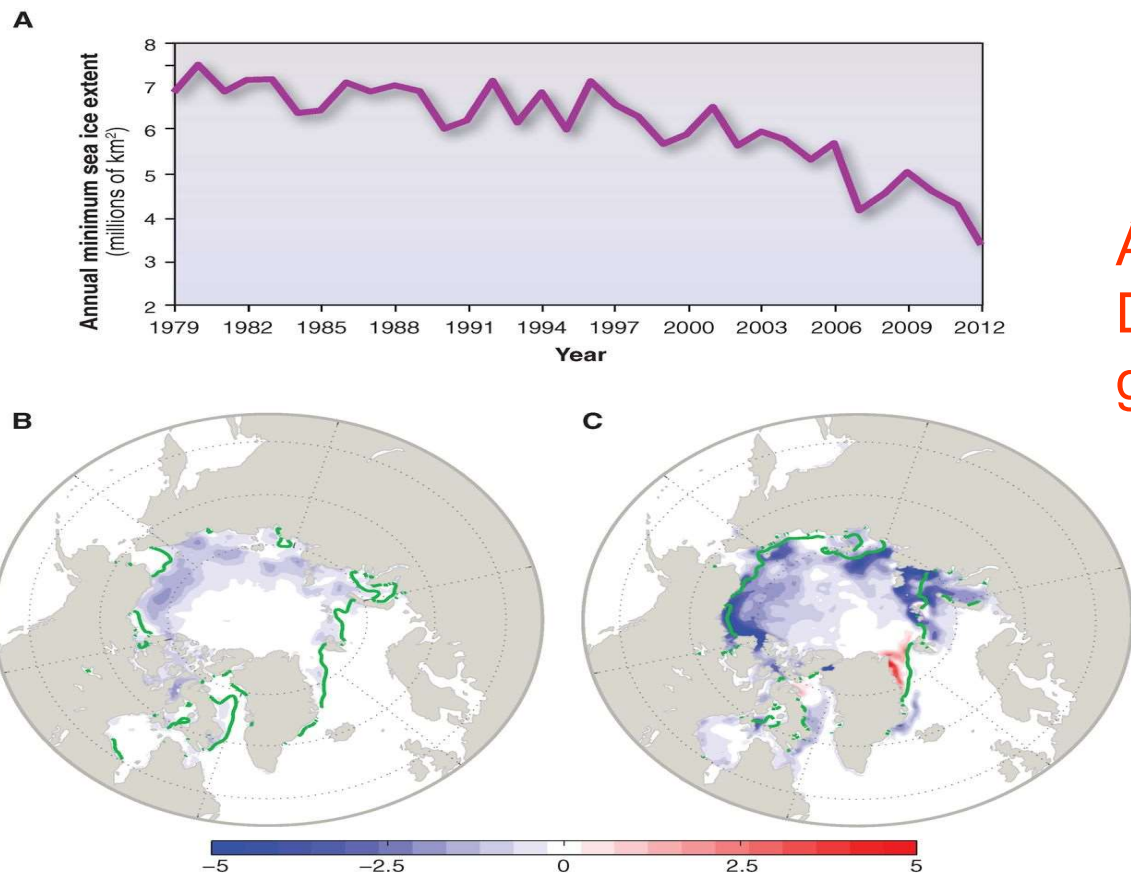 A
Annual minimum sea ice extent
(millions of km²)
8
7
6
5
4
3
2
1979 1982 1985 1988 1991 1994 1997 2000 2003 2006 2009 2012
Year
A
D
g
B
C
−5 −2.5 0 2.5 5